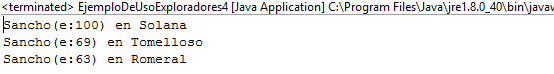 <terminated> EjemploDeUsoExploradores4 [Java Application] C:\Program Files\Java\jre1.8.0_40\bin\javaw
Sancho(e:100) en Solana
Sancho(e:69) en Tomelloso
Sancho(e:63) en Romeral